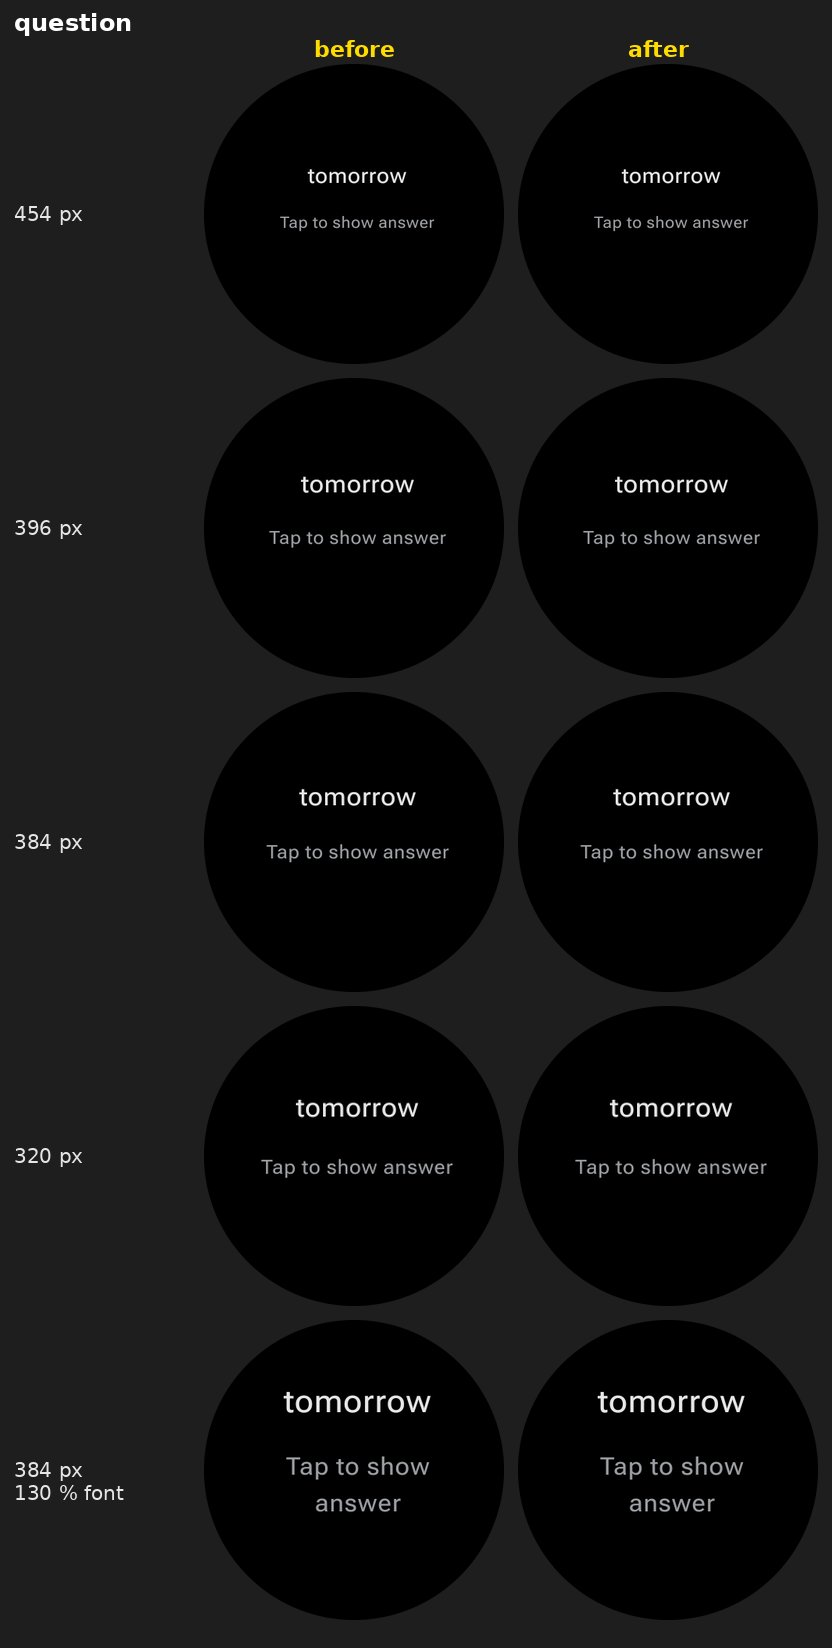 question
before after
tomorrow tomorrow
454 px Tap to show answer Tap to show answer
tomorrow tomorrow
396 px Tap to show answer Tap to show answer
tomorrow tomorrow
384 px Tap to show answer Tap to show answer
tomorrow tomorrow
320 px Tap to show answer Tap to show answer
tomorrow tomorrow
384 px Tap to show Tap to show
130 % font answer answer